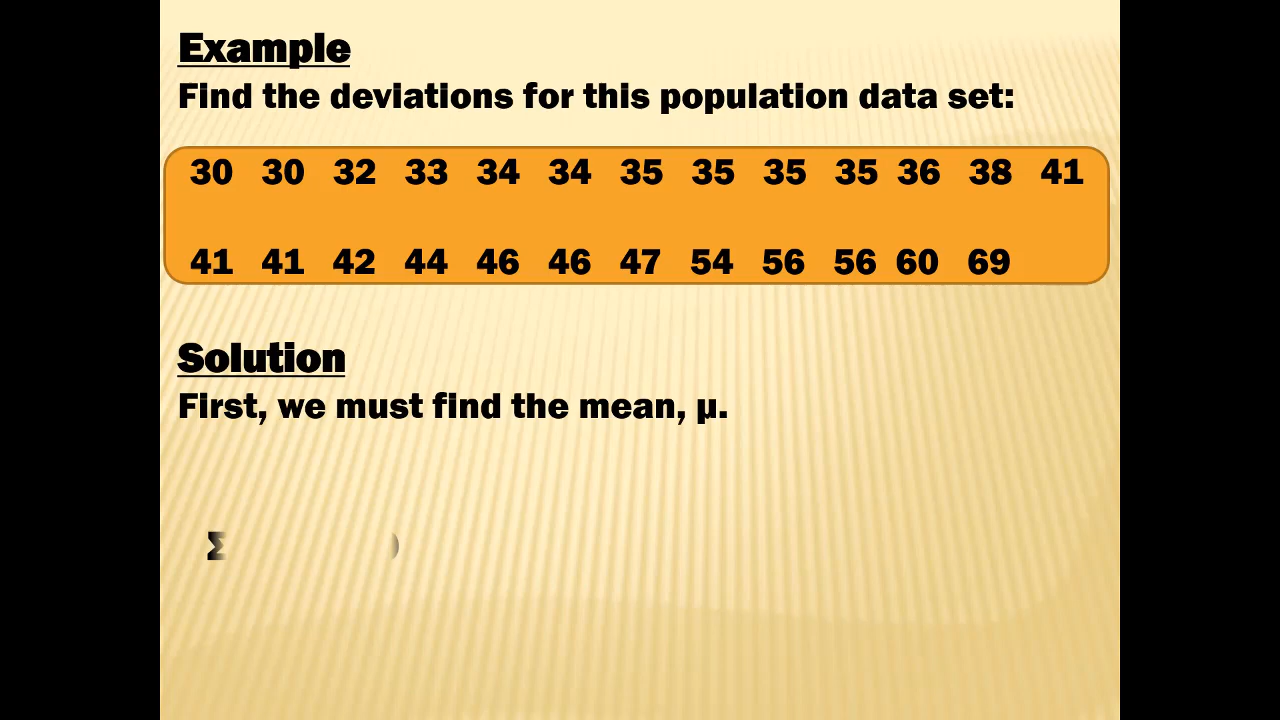 Example
Find the deviations for this population data set:
30 30 32 33 34 34 35 35 35 35 36 38 41
41 41 42 44 46 46 47 54 56 56 60 69
Solution
First, we must find the mean, µ.
Σ )